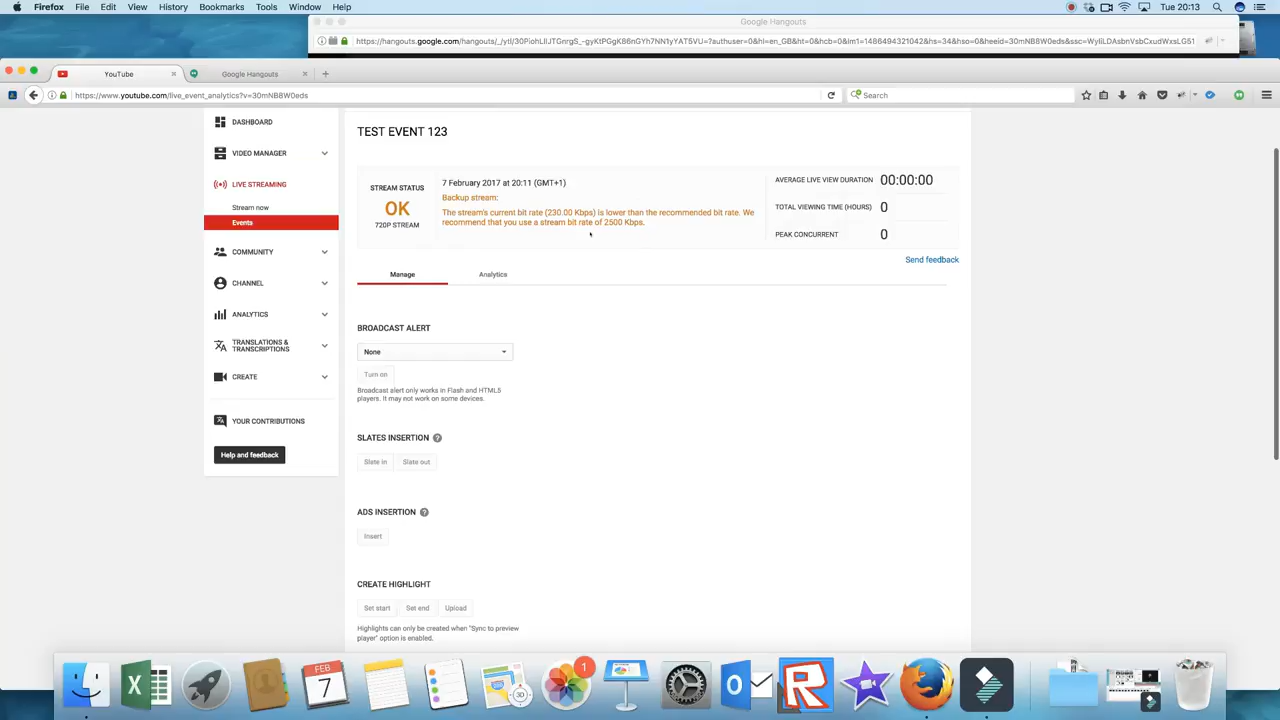 Firefox File Edit View History Bookmarks Tools Window Help
Tue 20:13
Google Hangouts
YouTube
Google Hangouts
https://www.youtube.com/live_event_analytics?v=30mNB8W0eds
Search
DASHBOARD
VIDEO MANAGER
LIVE STREAMING
Stream now
Events
COMMUNITY
CHANNEL
ANALYTICS
TRANSLATIONS &
TRANSCRIPTIONS
CREATE
YOUR CONTRIBUTIONS
Help and feedback
TEST EVENT 123
STREAM STATUS
OK
720P STREAM
7 February 2017 at 20:11 (GMT+1)
Backup stream:
The stream's current bit rate (230.00 Kbps) is lower than the recommended bit rate. We
recommend that you use a stream bit rate of 2500 Kbps.
AVERAGE LIVE VIEW DURATION 00:00:00
TOTAL VIEWING TIME (HOURS) 0
PEAK CONCURRENT 0
Send feedback
Manage
Analytics
BROADCAST ALERT
None
Turn on
Broadcast alert only works in Flash and HTML5
players. It may not work on some devices.
SLATES INSERTION ?
Slate in Slate out
ADS INSERTION ?
Insert
CREATE HIGHLIGHT
Set start Set end Upload
Highlights can only be created when "Sync to preview
player" option is enabled.
FEB
7
3D
1